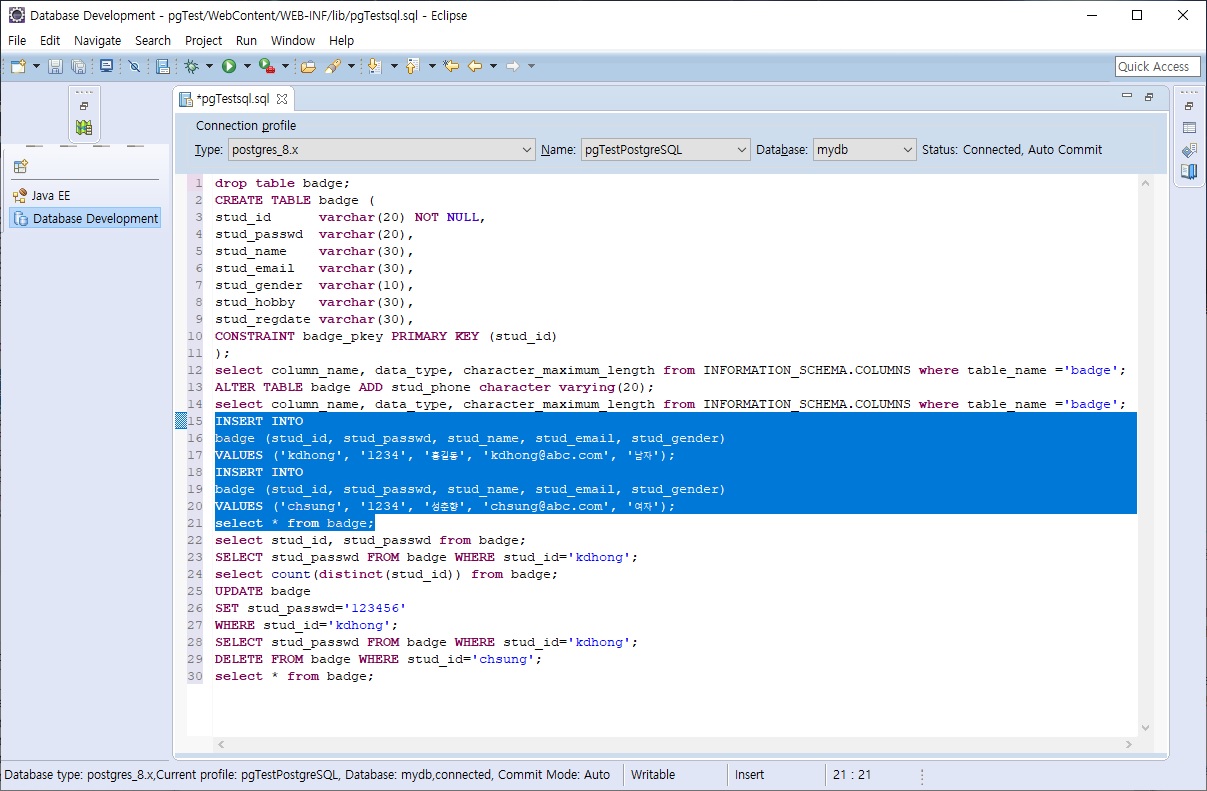 Database Development - pgTest/WebContent/WEB-INF/lib/pgTestsql.sql - Eclipse
File Edit Navigate Search Project Run Window Help
Quick Access
*pgTestsql.sql
Connection profile
Type: postgres_8.x Name: pgTestPostgreSQL Database: mydb Status: Connected, Auto Commit
Java EE
Database Development
1 drop table badge;
2 CREATE TABLE badge (
3 stud_id varchar(20) NOT NULL,
4 stud_passwd varchar(20),
5 stud_name varchar(30),
6 stud_email varchar(30),
7 stud_gender varchar(10),
8 stud_hobby varchar(30),
9 stud_regdate varchar(30),
10 CONSTRAINT badge_pkey PRIMARY KEY (stud_id)
11 );
12 select column_name, data_type, character_maximum_length from INFORMATION_SCHEMA.COLUMNS where table_name ='badge';
13 ALTER TABLE badge ADD stud_phone character varying(20);
14 select column_name, data_type, character_maximum_length from INFORMATION_SCHEMA.COLUMNS where table_name ='badge';
15 INSERT INTO
16 badge (stud_id, stud_passwd, stud_name, stud_email, stud_gender)
17 VALUES ('kdhong', '1234', '홍길동', 'kdhong@abc.com', '남자');
18 INSERT INTO
19 badge (stud_id, stud_passwd, stud_name, stud_email, stud_gender)
20 VALUES ('chsung', '1234', '성춘향', 'chsung@abc.com', '여자');
21 select * from badge;
22 select stud_id, stud_passwd from badge;
23 SELECT stud_passwd FROM badge WHERE stud_id='kdhong';
24 select count(distinct(stud_id)) from badge;
25 UPDATE badge
26 SET stud_passwd='123456'
27 WHERE stud_id='kdhong';
28 SELECT stud_passwd FROM badge WHERE stud_id='kdhong';
29 DELETE FROM badge WHERE stud_id='chsung';
30 select * from badge;
Database type: postgres_8.x,Current profile: pgTestPostgreSQL, Database: mydb,connected, Commit Mode: Auto Writable Insert 21 : 21